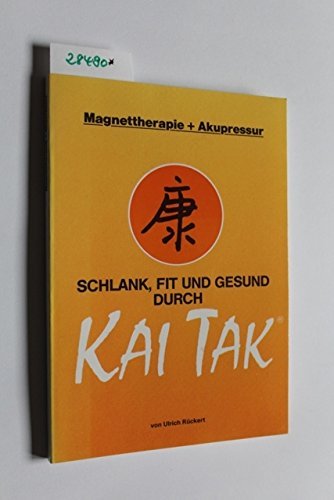 28480*
Magnettherapie + Akupressur
康
SCHLANK, FIT UND GESUND
DURCH
KAI TAK®
von Ulrich Rückert